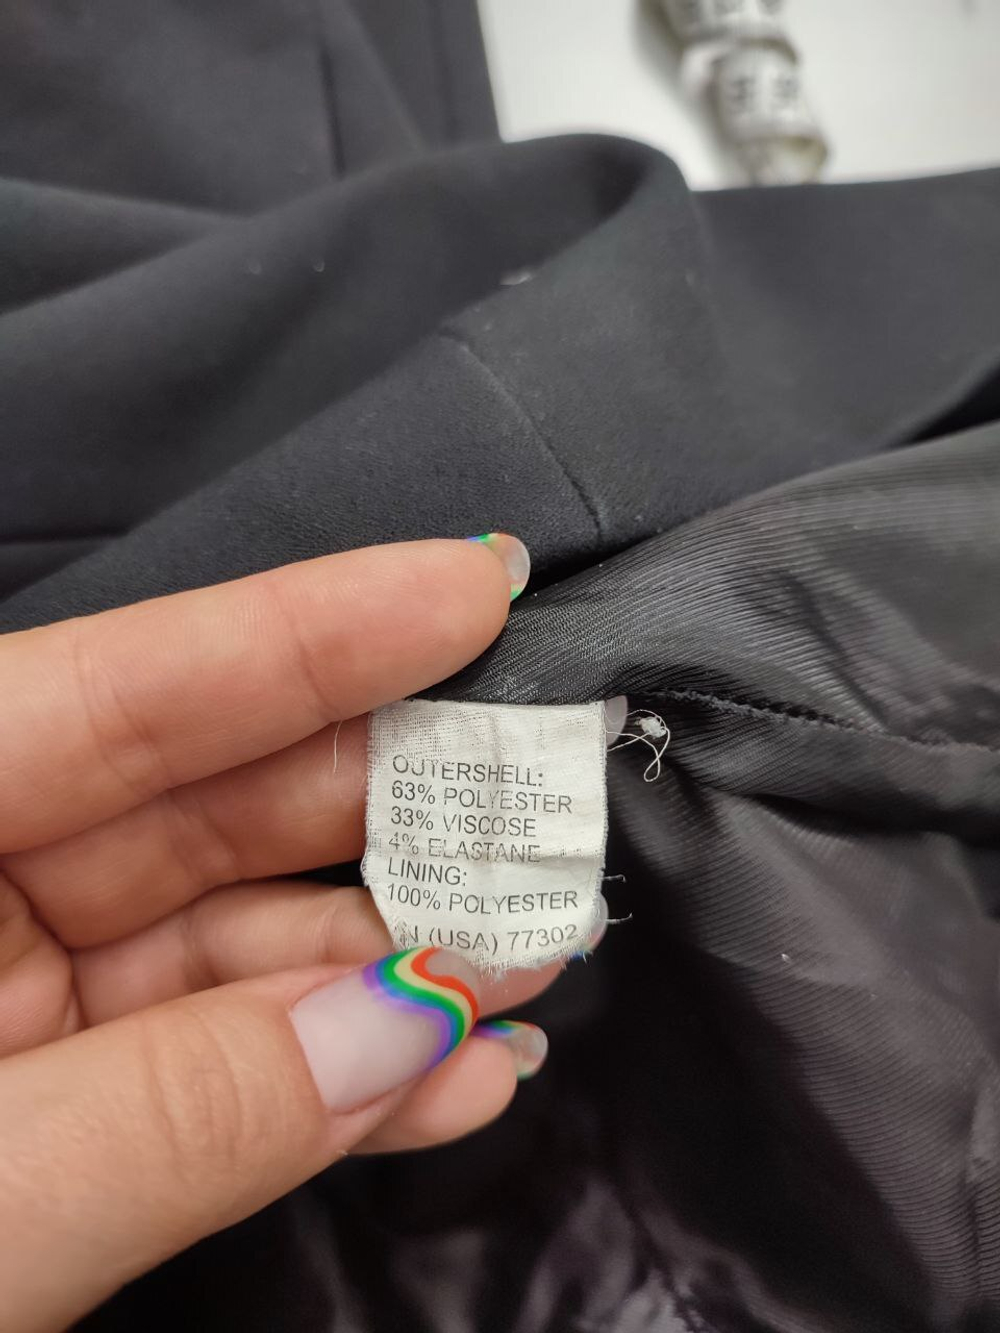 OUTERSHELL:
63% POLYESTER
33% VISCOSE
4% ELASTANE
LINING:
100% POLYESTER
(USA) 77302